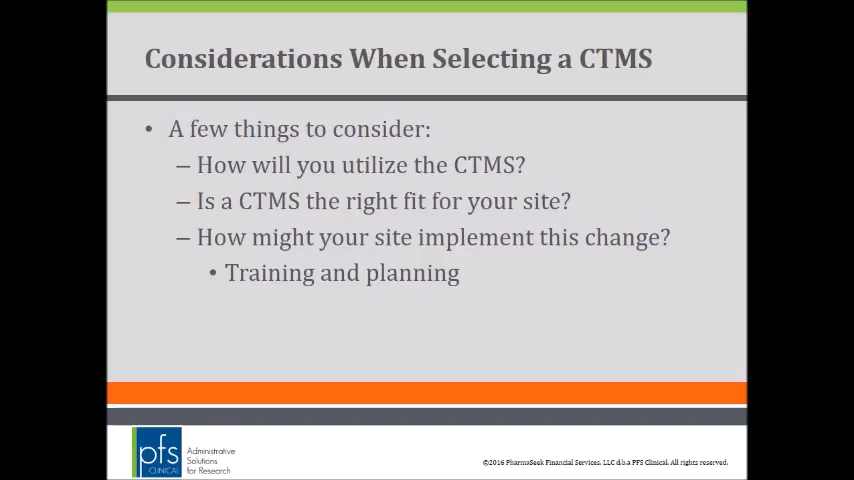 Considerations When Selecting a CTMS
• A few things to consider:
– How will you utilize the CTMS?
– Is a CTMS the right fit for your site?
– How might your site implement this change?
• Training and planning
pfs
CLINICAL
Administrative
Solutions
for Research
©2016 PharmaSeek Financial Services, LLC d.b.a PFS Clinical. All rights reserved.